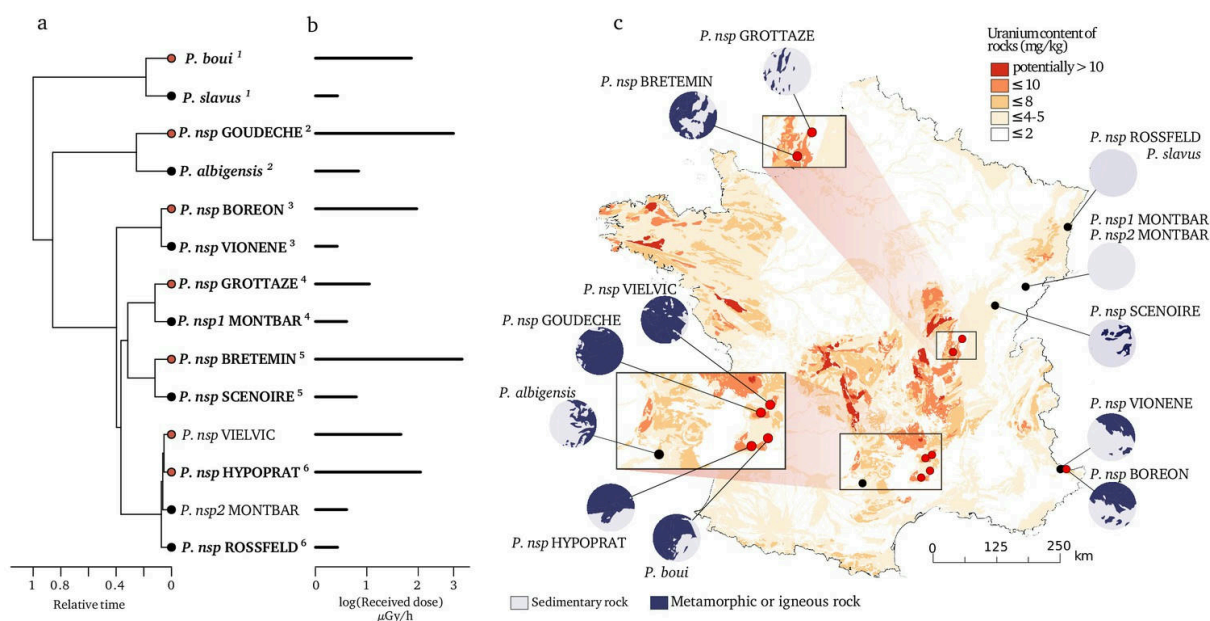 a
b
c
P. boui 1
P. slavus 1
P. nsp GOUDECHE 2
P. albigensis 2
P. nsp BOREON 3
P. nsp VIONENE 3
P. nsp GROTTAZE 4
P. nsp1 MONTBAR 4
P. nsp BRETEMIN 5
P. nsp SCENOIRE 5
P. nsp VIELVIC
P. nsp HYPOPRAT 6
P. nsp2 MONTBAR
P. nsp ROSSFELD 6
1 0.8 0.4 0
Relative time
0 1 2 3
log(Received dose)
µGy/h
P. nsp GROTTAZE
P. nsp BRETEMIN
Uranium content of
rocks (mg/kg)
potentially > 10
≤ 10
≤ 8
≤4-5
≤ 2
P. nsp ROSSFELD
P. slavus
P. nsp1 MONTBAR
P. nsp2 MONTBAR
P. nsp SCENOIRE
P. nsp VIELVIC
P. nsp GOUDECHE
P. albigensis
P. nsp VIONENE
P. nsp BOREON
P. nsp HYPOPRAT
P. boui
0 125 250
km
Sedimentary rock
Metamorphic or igneous rock